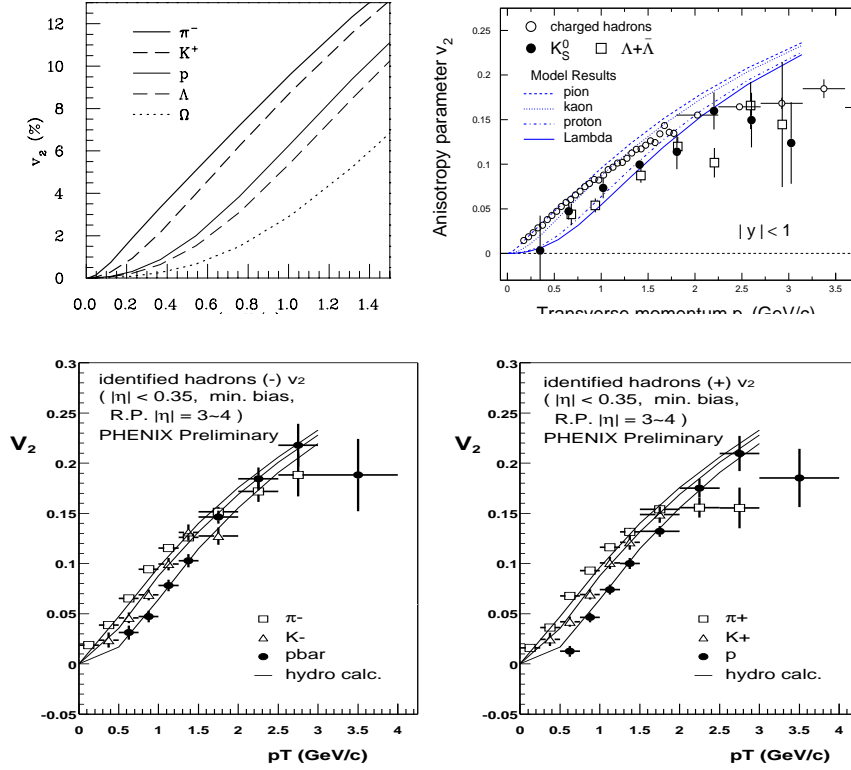 12
10
8
6
4
2
0
v₂ (%)
π⁻
K⁺
p
Λ
Ω
0.0 0.4 0.8 1.0 1.2
0.25
0.20
0.15
0.10
0.05
0
Anisotropy parameter v₂
charged hadrons
K⁰_S Λ+Λ̄
Model Results
pion
kaon
proton
Lambda
| y | < 1
0 0.5 1.0 1.5 2.0 2.5 3.0 3.5
Transverse momentum p (GeV/c)
0.3
0.25
0.2
0.15
0.1
0.05
0
-0.05
V₂
identified hadrons (-) v₂
( |η| < 0.35, min. bias,
R.P. |η| = 3~4 )
PHENIX Preliminary
π-
K-
pbar
hydro calc.
0 0.5 1 1.5 2 2.5 3 3.5 4
pT (GeV/c)
0.3
0.25
0.2
0.15
0.1
0.05
0
-0.05
V₂
identified hadrons (+) v₂
( |η| < 0.35, min. bias,
R.P. |η| = 3~4 )
PHENIX Preliminary
π+
K+
p
hydro calc.
0 0.5 1 1.5 2 2.5 3 3.5 4
pT (GeV/c)